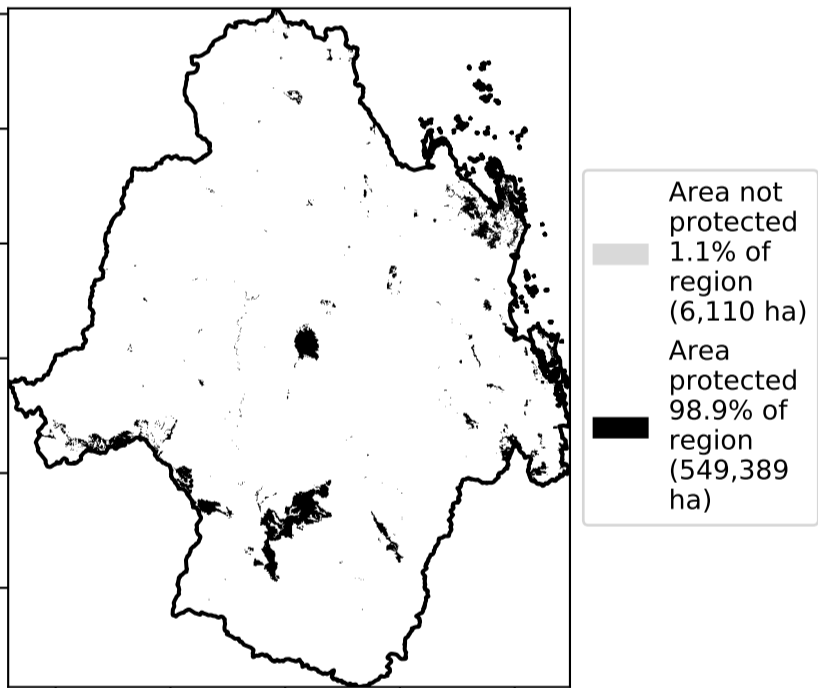 Area not
protected
1.1% of
region
(6,110 ha)
Area
protected
98.9% of
region
(549,389
ha)